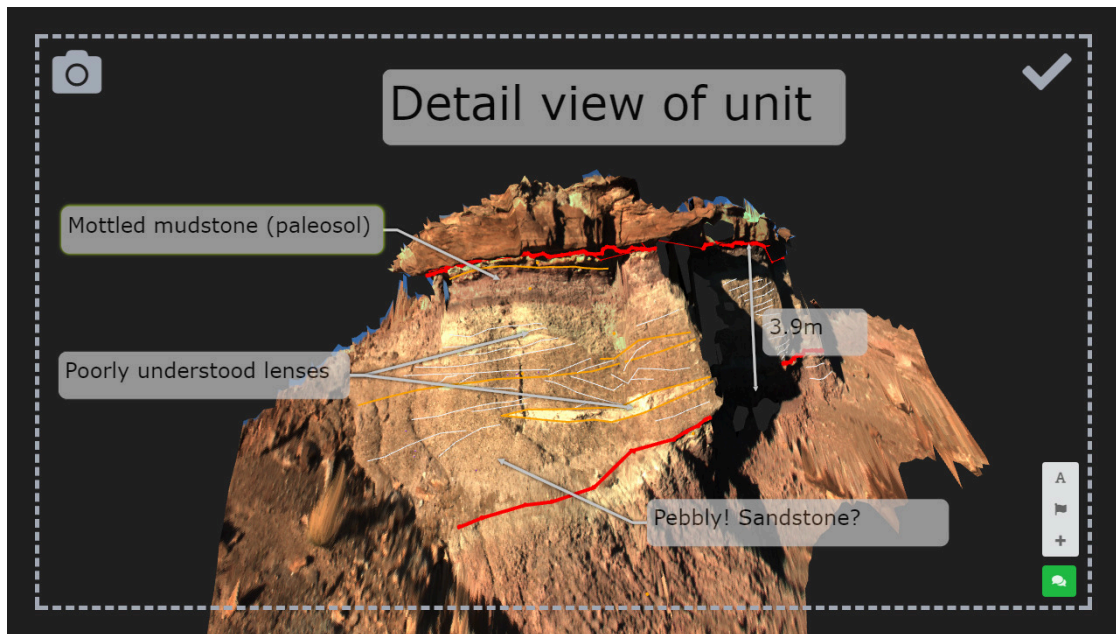 Detail view of unit
Mottled mudstone (paleosol)
3.9m
Poorly understood lenses
Pebbly! Sandstone?
A